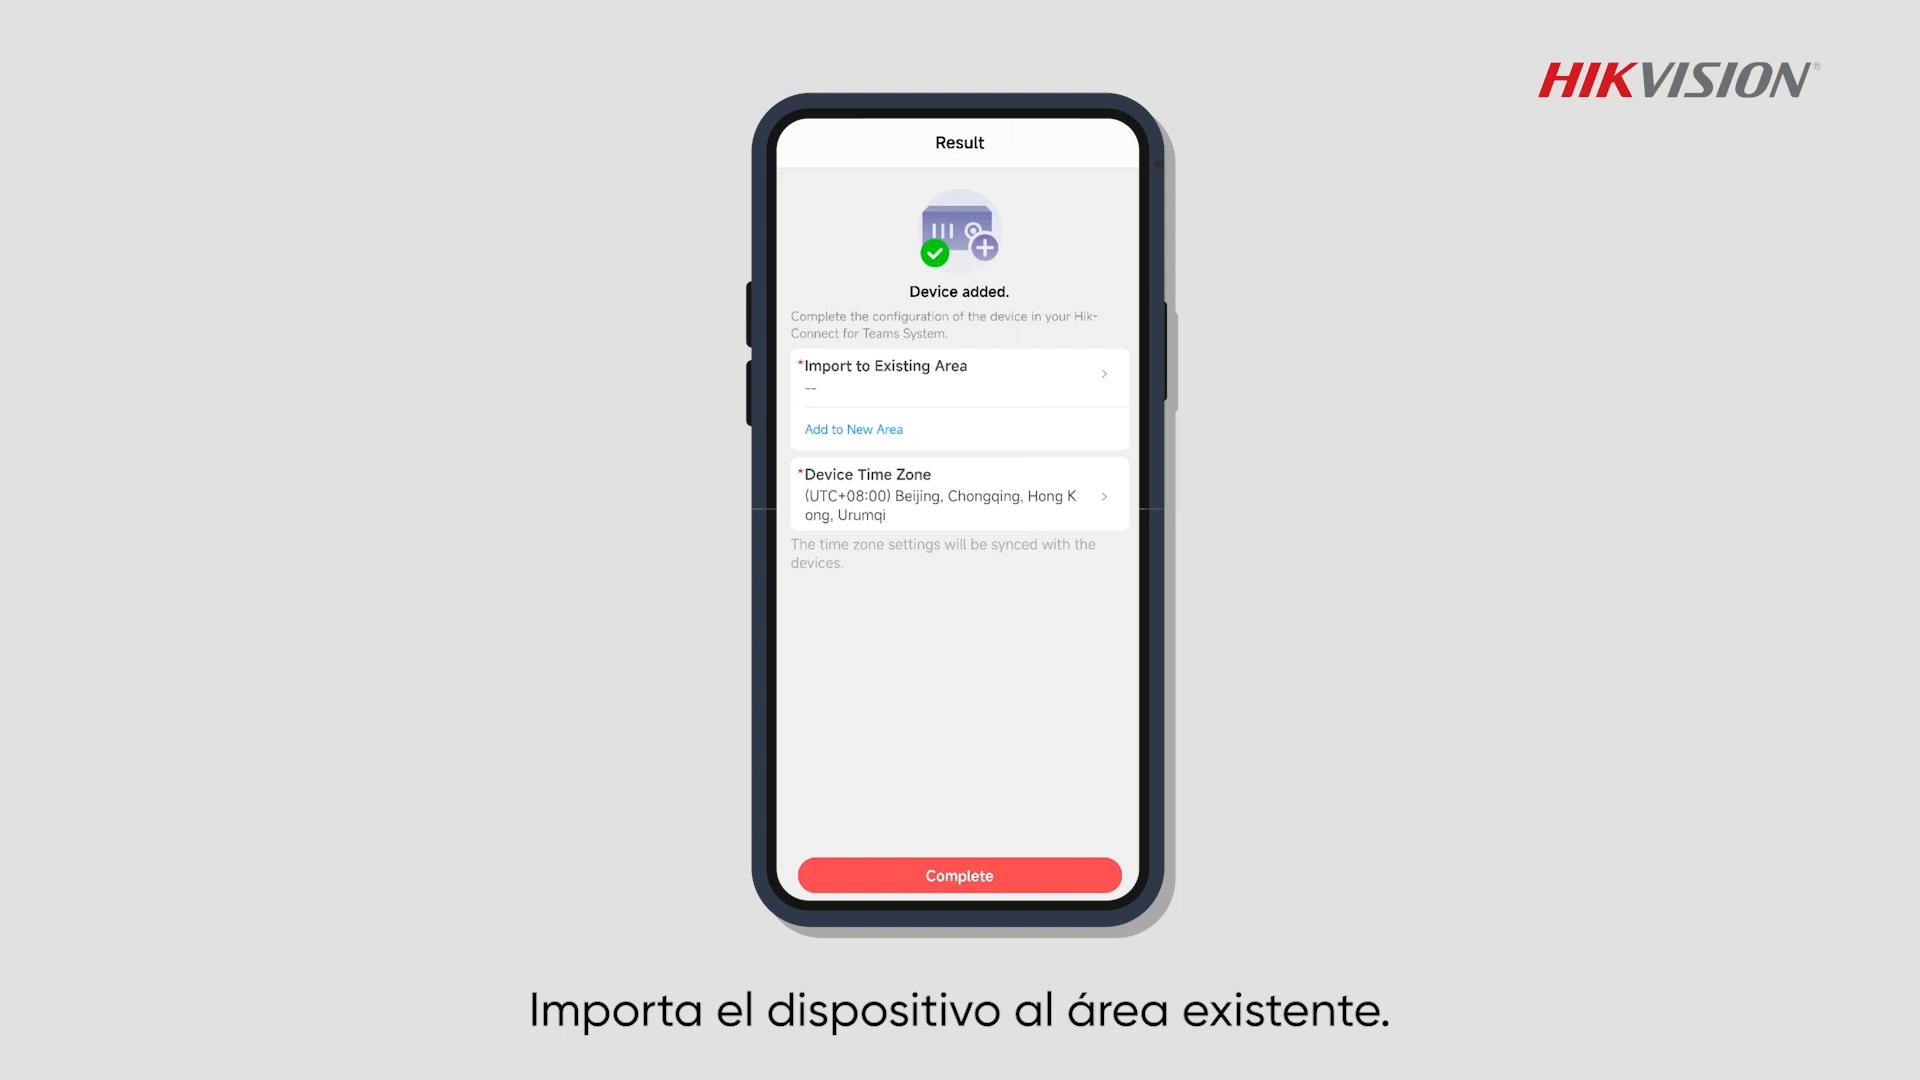 HIKVISION®
Result
Device added.
Complete the configuration of the device in your Hik-
Connect for Teams System.
*Import to Existing Area
--
Add to New Area
*Device Time Zone
(UTC+08:00) Beijing, Chongqing, Hong K
ong, Urumqi
The time zone settings will be synced with the
devices.
Complete
Importa el dispositivo al área existente.